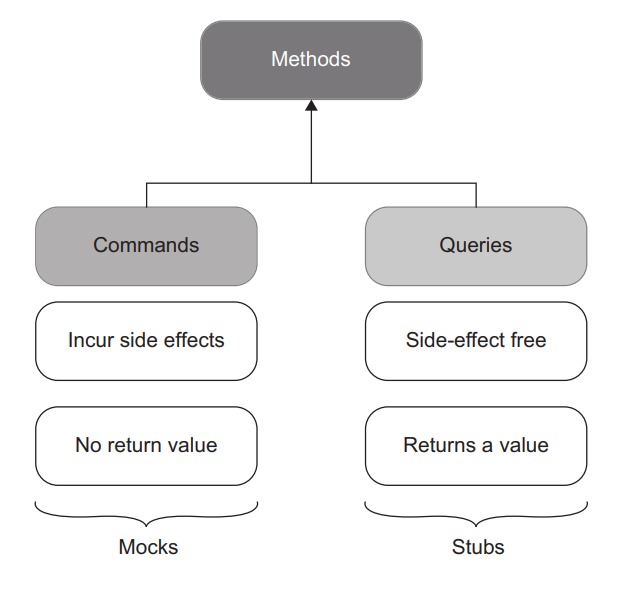 Methods
Commands
Queries
Incur side effects
Side-effect free
No return value
Returns a value
Mocks
Stubs